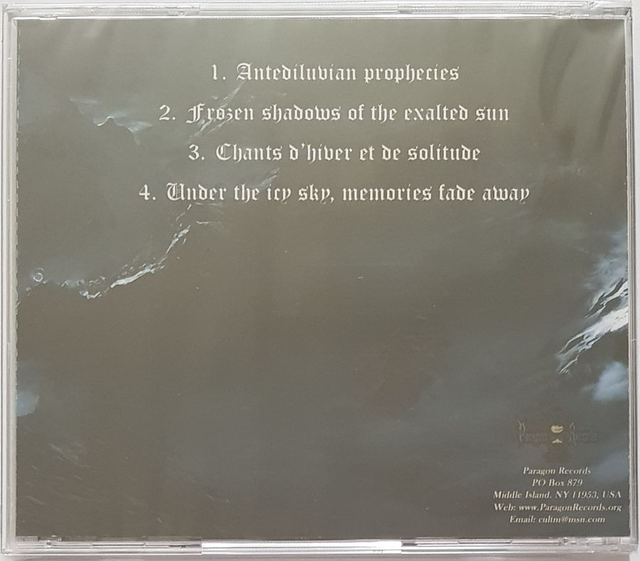 1. Antediluvian prophecies
2. Frozen shadows of the exalted sun
3. Chants d'hiver et de solitude
4. Under the icy sky, memories fade away
Paragon Records
PO Box 879
Middle Island, NY 11953, USA
Web: www.ParagonRecords.org
Email: cultm@msn.com